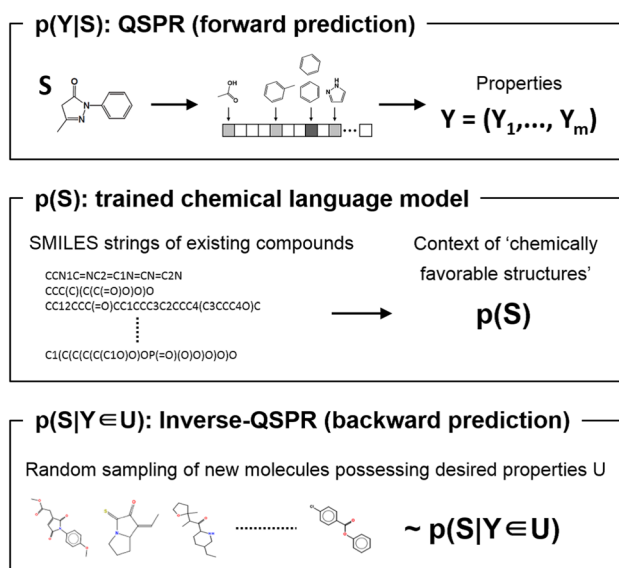 p(Y|S): QSPR (forward prediction)
S
O
N
N
OH
O
H
N
N
Properties
Y = (Y1,..., Ym)
p(S): trained chemical language model
SMILES strings of existing compounds
CCN1C=NC2=C1N=CN=C2N
CCC(C)(C(C(=O)O)O)O
CC12CCC(=O)CC1CCC3C2CCC4(C3CCC4O)C
C1(C(C(C(C(C1O)O)OP(=O)(O)O)O)O)O
Context of ‘chemically
favorable structures’
p(S)
p(S|Y∈U): Inverse-QSPR (backward prediction)
Random sampling of new molecules possessing desired properties U
~ p(S|Y∈U)